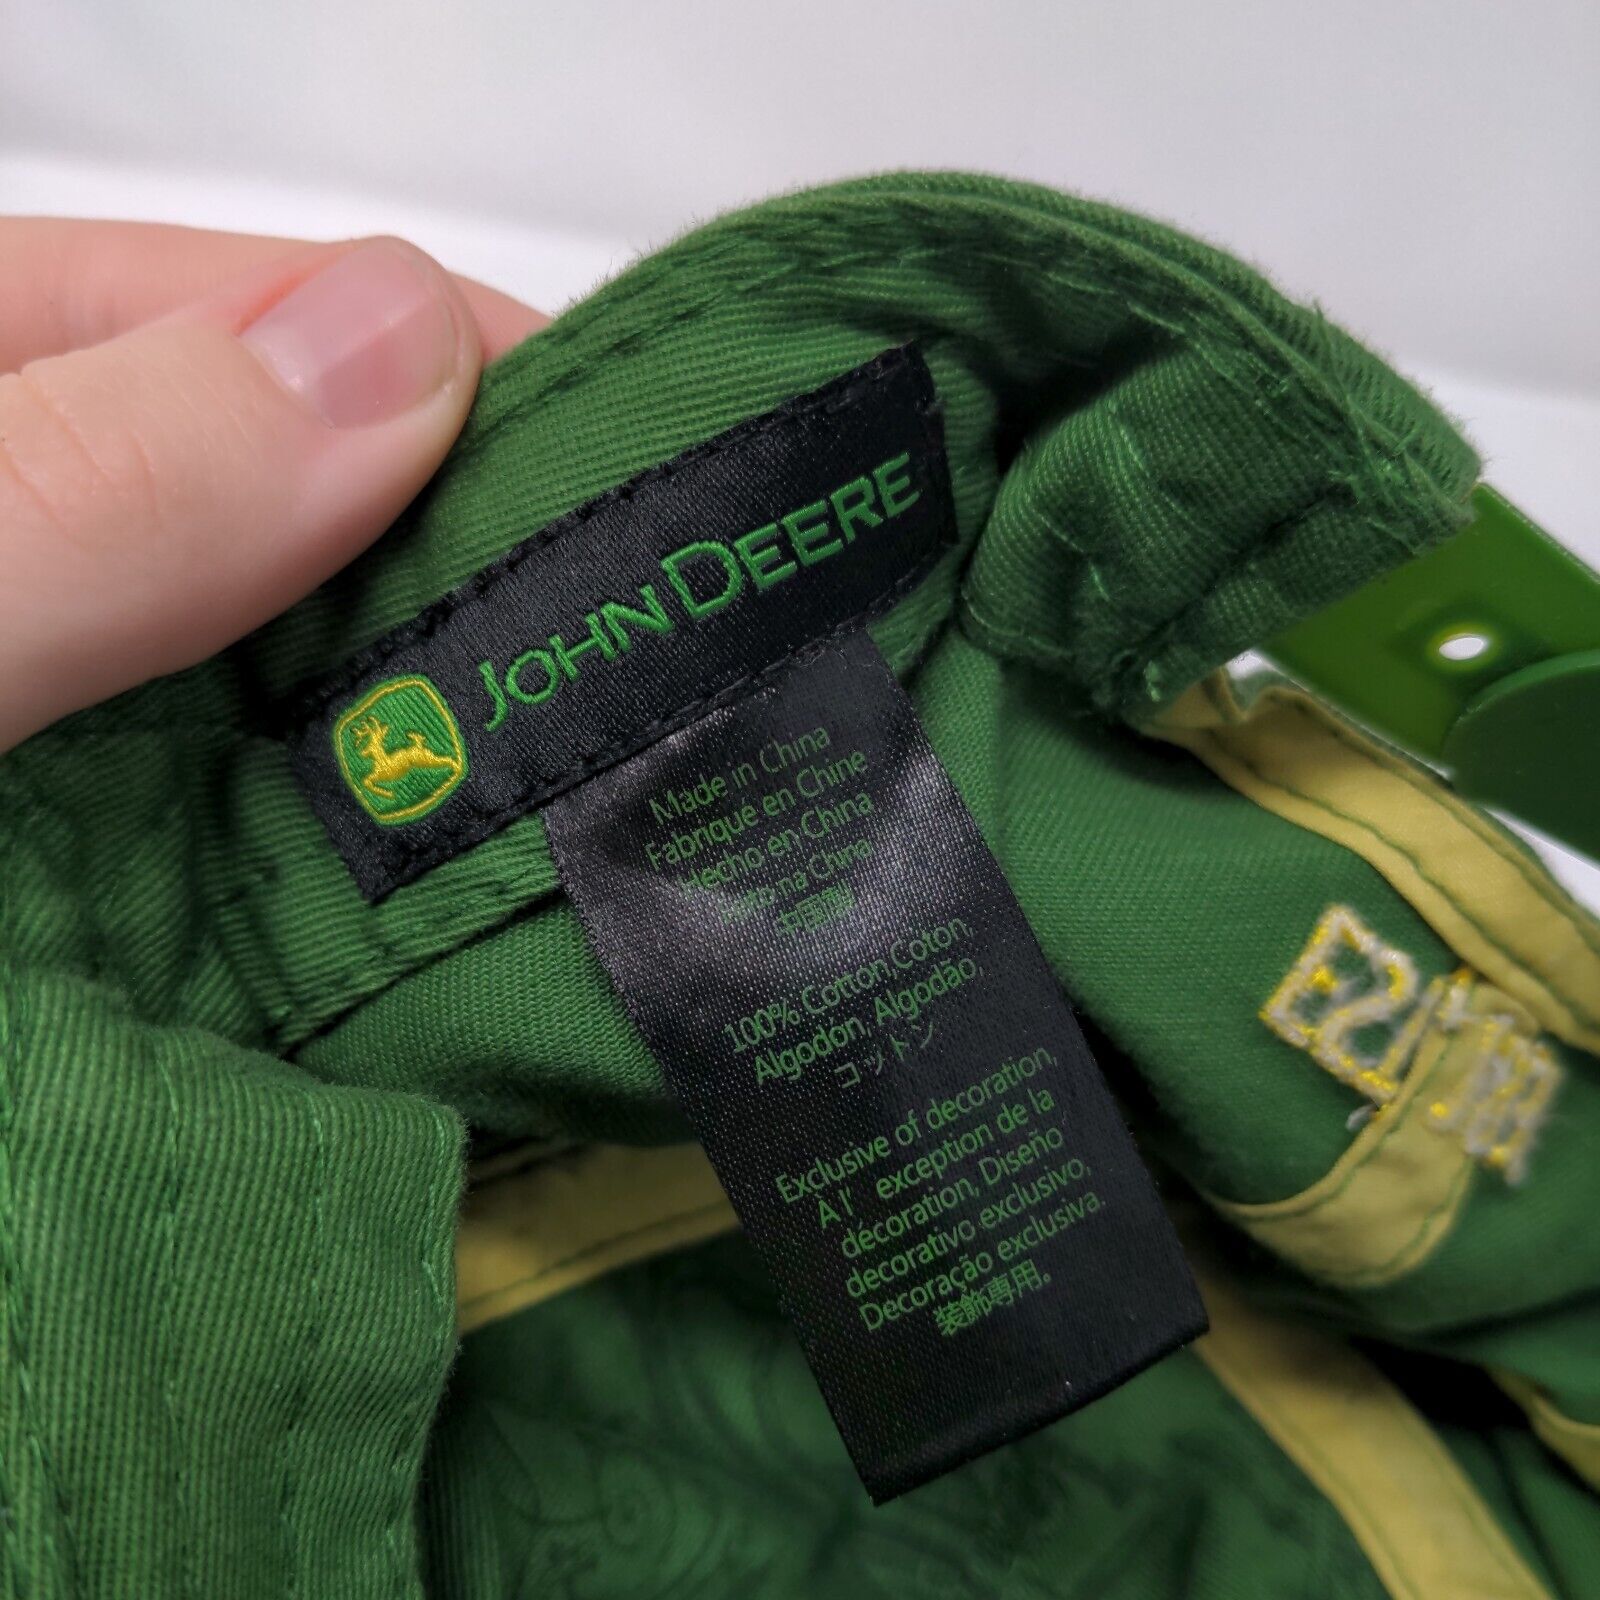 JOHN DEERE
Made in China
Fabriqué en Chine
Hecho en China
Feito na China
中国製
100% Cotton,Coton,
Algodon, Algodão,
コットン
Exclusive of decoration,
À l' exception de la
décoration, Diseño
decorativo exclusivo,
Decoração exclusiva.
装飾専用。